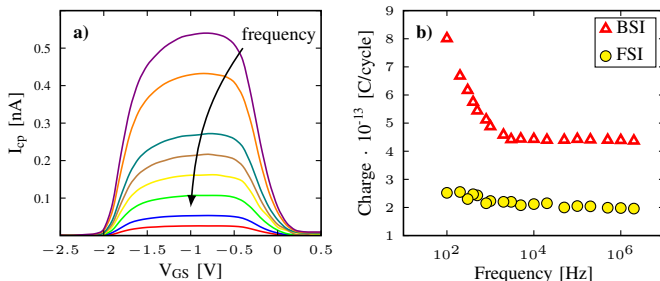 a)
frequency
I_cp [nA]
0.5
0.4
0.3
0.2
0.1
−2.5 −2 −1.5 −1 −0.5 0 0.5
V_GS [V]
b)
BSI
FSI
Charge · 10^-13 [C/cycle]
9
8
7
6
5
4
3
2
1
10^2 10^4 10^6
Frequency [Hz]